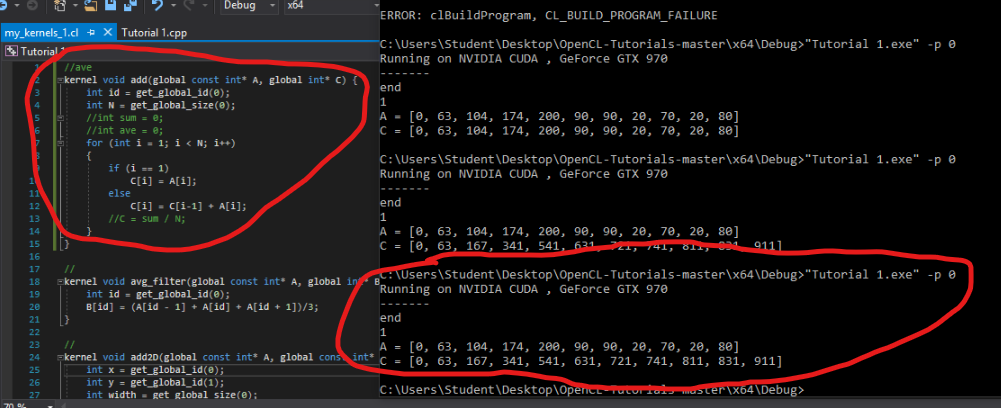 Debug
x64
my_kernels_1.cl
Tutorial 1.cpp
Tutorial
1 //ave
2 kernel void add(global const int* A, global int* C) {
3 int id = get_global_id(0);
4 int N = get_global_size(0);
5 //int sum = 0;
6 //int ave = 0;
7 for (int i = 1; i < N; i++)
8 {
9 if (i == 1)
10 C[i] = A[i];
11 else
12 C[i] = C[i-1] + A[i];
13 //C = sum / N;
14 }
15 }
16
17 //
18 kernel void avg_filter(global const int* A, global int* B
19 int id = get_global_id(0);
20 B[id] = (A[id - 1] + A[id] + A[id + 1])/3;
21 }
22
23 //
24 kernel void add2D(global const int* A, global const int*
25 int x = get_global_id(0);
26 int y = get_global_id(1);
27 int width = get_global_size(0);
70 %
ERROR: clBuildProgram, CL_BUILD_PROGRAM_FAILURE
C:\Users\Student\Desktop\OpenCL-Tutorials-master\x64\Debug>"Tutorial 1.exe" -p 0
Running on NVIDIA CUDA , GeForce GTX 970
-------
end
1
A = [0, 63, 104, 174, 200, 90, 90, 20, 70, 20, 80]
C = [0, 63, 104, 174, 200, 90, 90, 20, 70, 20, 80]
C:\Users\Student\Desktop\OpenCL-Tutorials-master\x64\Debug>"Tutorial 1.exe" -p 0
Running on NVIDIA CUDA , GeForce GTX 970
-------
end
1
A = [0, 63, 104, 174, 200, 90, 90, 20, 70, 20, 80]
C = [0, 63, 167, 341, 541, 631, 721, 741, 811, 831, 911]
C:\Users\Student\Desktop\OpenCL-Tutorials-master\x64\Debug>"Tutorial 1.exe" -p 0
Running on NVIDIA CUDA , GeForce GTX 970
-------
end
1
A = [0, 63, 104, 174, 200, 90, 90, 20, 70, 20, 80]
C = [0, 63, 167, 341, 541, 631, 721, 741, 811, 831, 911]
C:\Users\Student\Desktop\OpenCL-Tutorials-master\x64\Debug>